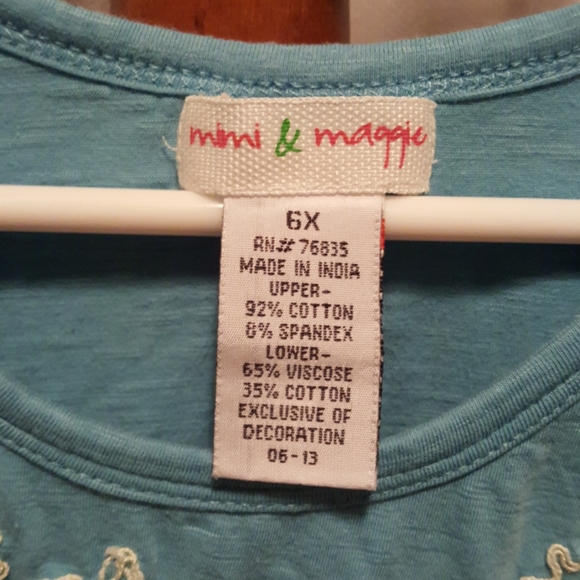 mimi & maggie
6X
RN# 76835
MADE IN INDIA
UPPER-
92% COTTON
8% SPANDEX
LOWER-
65% VISCOSE
35% COTTON
EXCLUSIVE OF
DECORATION
06-13